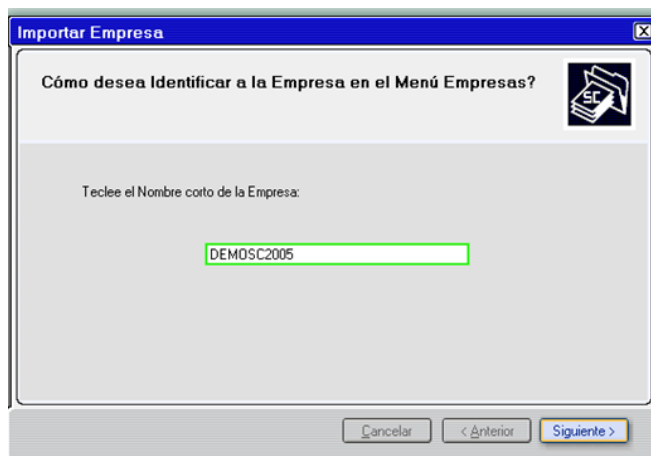 Importar Empresa
Cómo desea Identificar a la Empresa en el Menú Empresas?
SC
Teclee el Nombre corto de la Empresa:
DEMOSC2005
Cancelar < Anterior Siguiente >